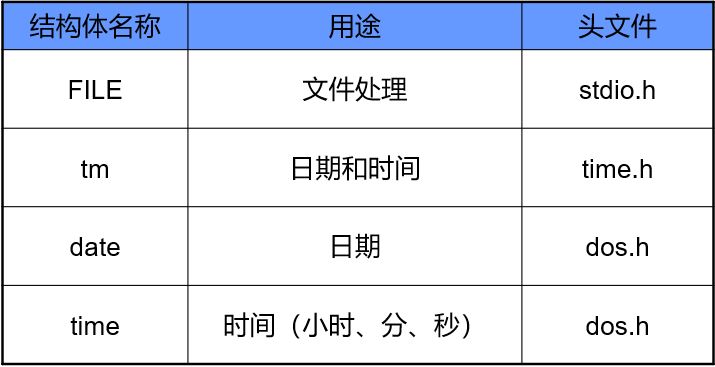 结构体名称 用途 头文件
FILE 文件处理 stdio.h
tm 日期和时间 time.h
date 日期 dos.h
time 时间（小时、分、秒） dos.h